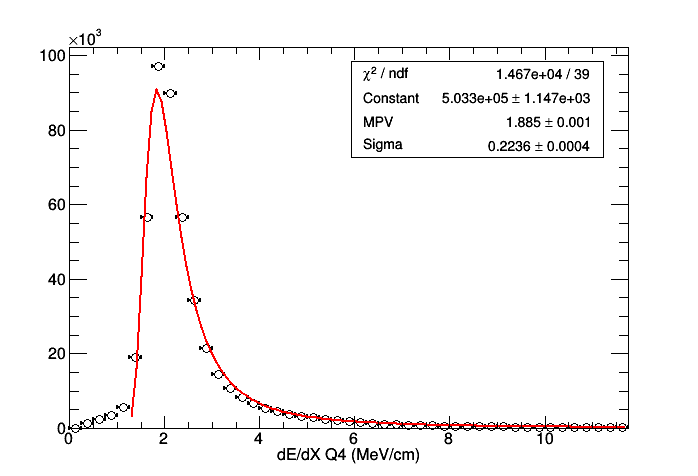 ×10³
100
80
60
40
20
0
χ² / ndf 1.467e+04 / 39
Constant 5.033e+05 ± 1.147e+03
MPV 1.885 ± 0.001
Sigma 0.2236 ± 0.0004
0 2 4 6 8 10
dE/dX Q4 (MeV/cm)